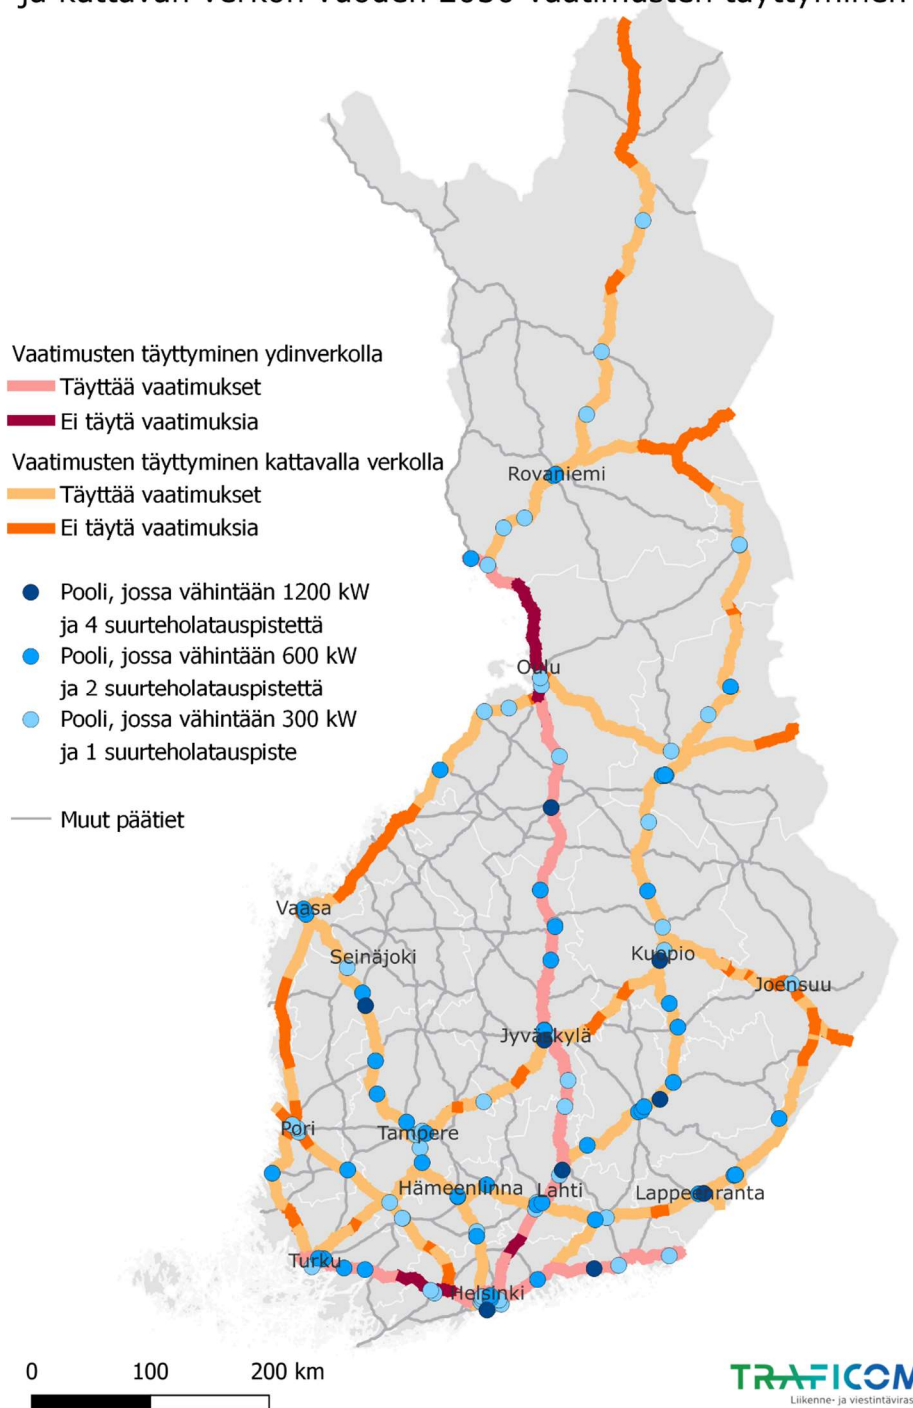 ja kattavan verkon vuoden 2030 vaatimusten täyttyminen
Vaatimusten täyttyminen ydinverkolla
Täyttää vaatimukset
Ei täytä vaatimuksia
Vaatimusten täyttyminen kattavalla verkolla
Täyttää vaatimukset
Ei täytä vaatimuksia
Pooli, jossa vähintään 1200 kW
ja 4 suurteholatauspistettä
Pooli, jossa vähintään 600 kW
ja 2 suurteholatauspistettä
Pooli, jossa vähintään 300 kW
ja 1 suurteholatauspiste
Muut päätiet
Rovaniemi
Oulu
Vaasa
Seinäjoki
Kuopio
Joensuu
Jyväskylä
Pori
Tampere
Hämeenlinna
Lahti
Lappeenranta
Turku
Helsinki
0 100 200 km
TRAFICOM
Liikenne- ja viestintäviras